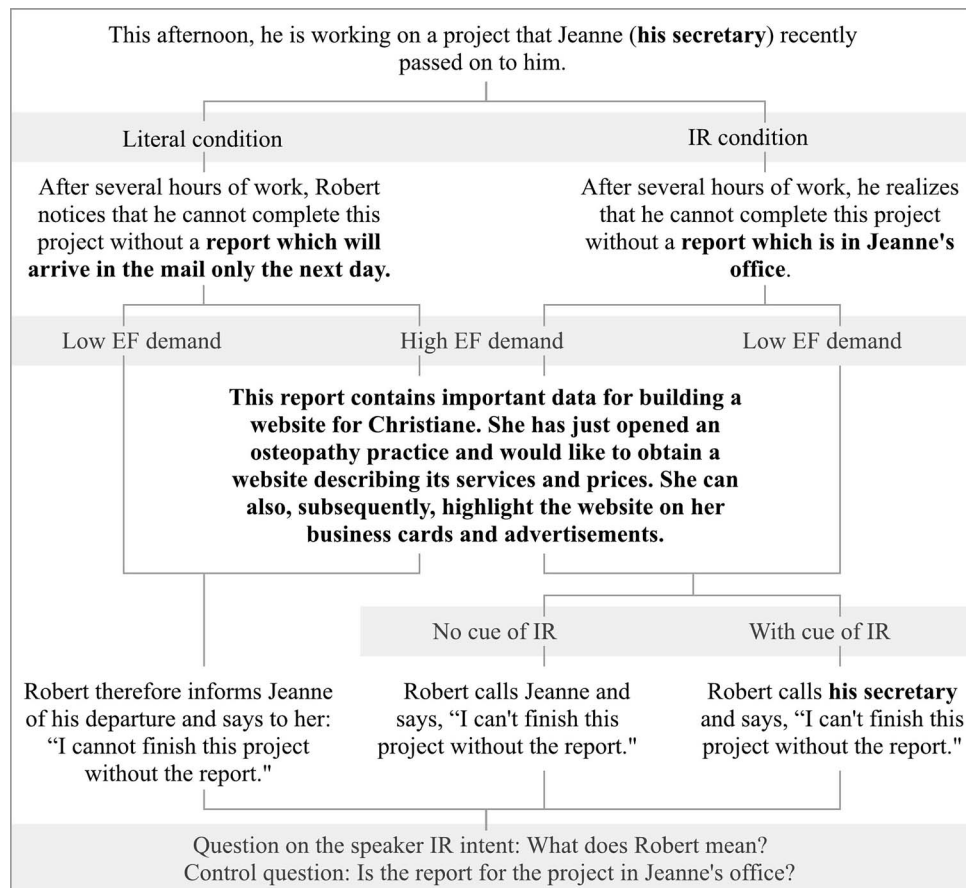 This afternoon, he is working on a project that Jeanne (his secretary) recently
passed on to him.
Literal condition
IR condition
After several hours of work, Robert
notices that he cannot complete this
project without a report which will
arrive in the mail only the next day.
After several hours of work, he realizes
that he cannot complete this project
without a report which is in Jeanne's
office.
Low EF demand
High EF demand
Low EF demand
This report contains important data for building a
website for Christiane. She has just opened an
osteopathy practice and would like to obtain a
website describing its services and prices. She can
also, subsequently, highlight the website on her
business cards and advertisements.
No cue of IR
With cue of IR
Robert therefore informs Jeanne
of his departure and says to her:
“I cannot finish this project
without the report."
Robert calls Jeanne and
says, “I can't finish this
project without the report."
Robert calls his secretary
and says, “I can't finish this
project without the report."
Question on the speaker IR intent: What does Robert mean?
Control question: Is the report for the project in Jeanne's office?